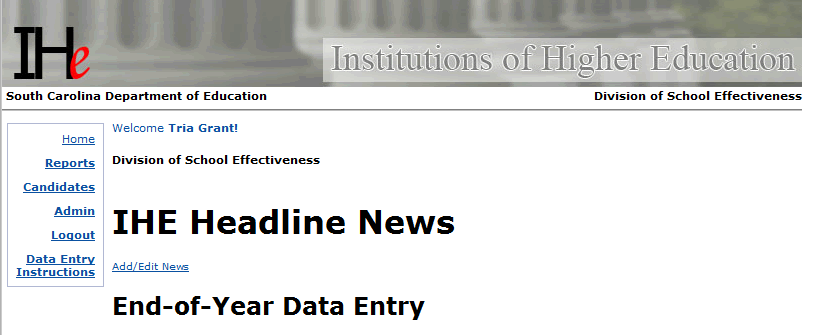 IHe
Institutions of Higher Education
South Carolina Department of Education
Division of School Effectiveness
Home
Reports
Candidates
Admin
Logout
Data Entry
Instructions
Welcome Tria Grant!
Division of School Effectiveness
IHE Headline News
Add/Edit News
End-of-Year Data Entry